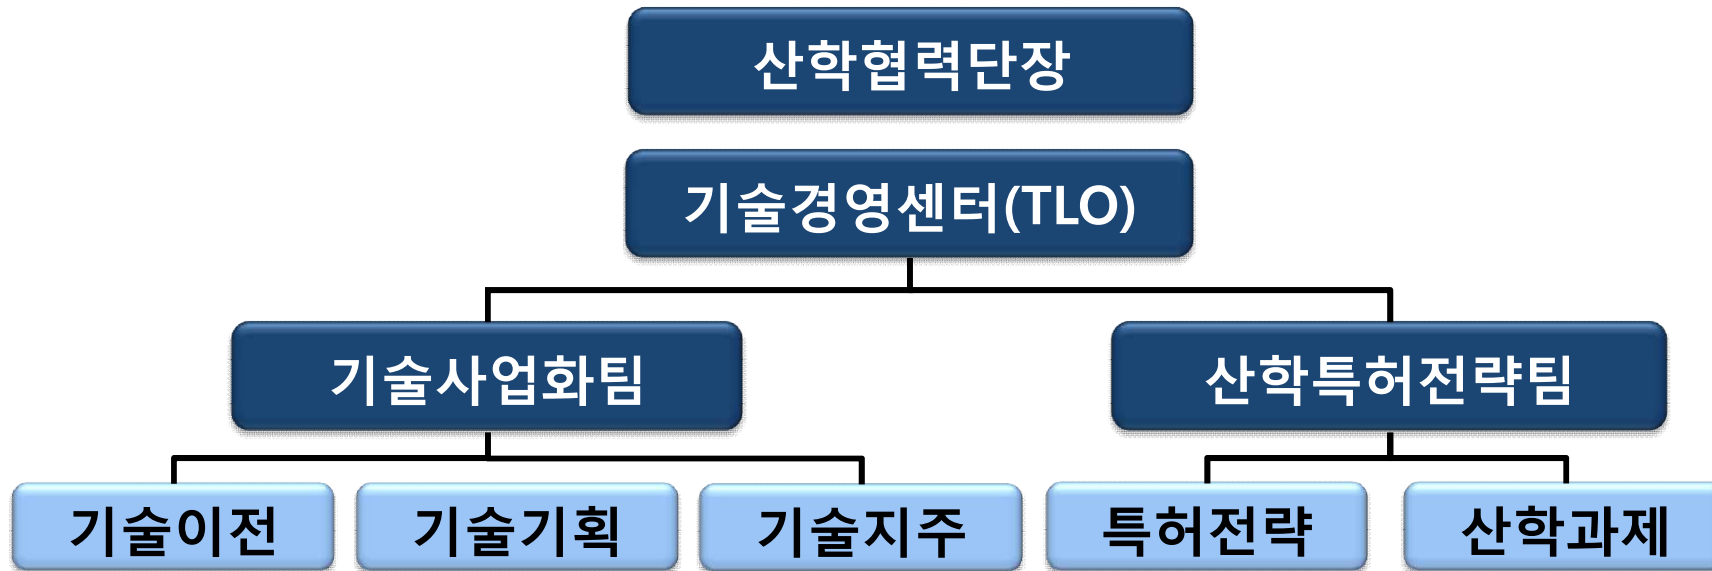 산학협력단장
기술경영센터(TLO)
기술사업화팀
산학특허전략팀
기술이전
기술기획
기술지주
특허전략
산학과제